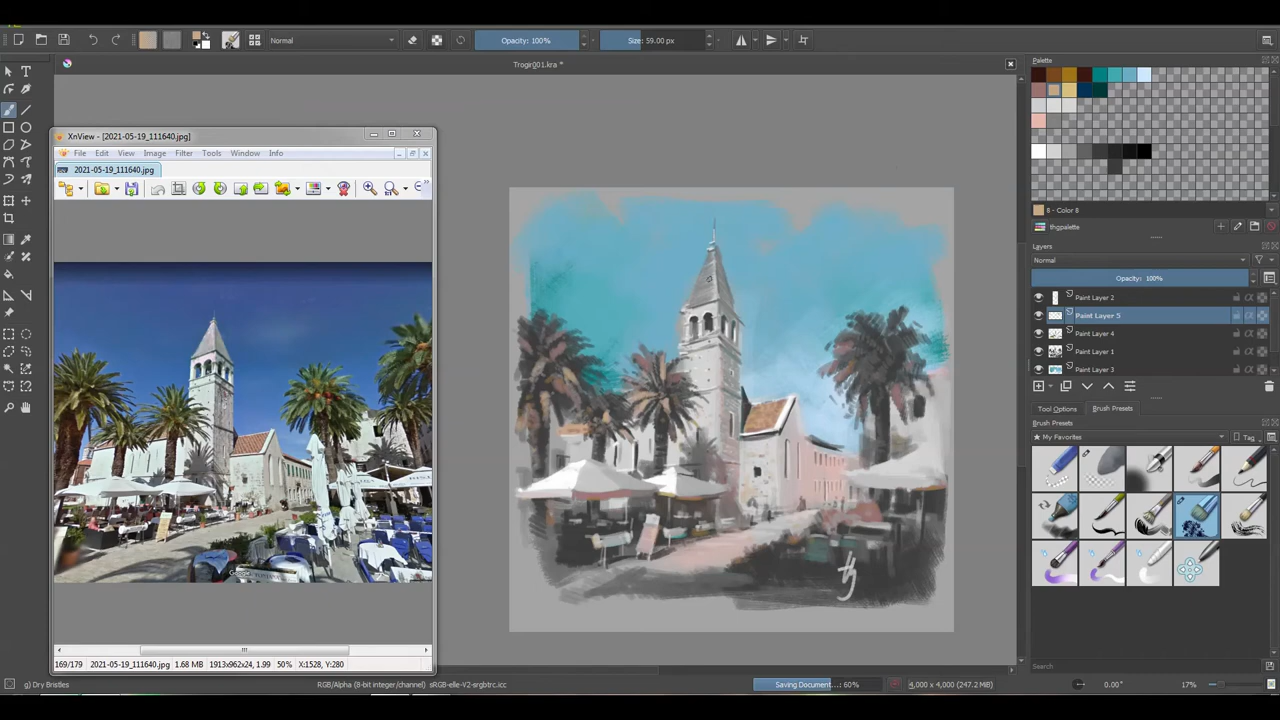 Normal
Opacity: 100%
Size: 59.00 px
Palette
XnView - [2021-05-19_111640.jpg]
File Edit View Image Filter Tools Window Info
2021-05-19_111640.jpg
8 - Color 8
thgpalette
Layers
Normal
Opacity: 100%
Paint Layer 2
Paint Layer 5
Paint Layer 4
Paint Layer 1
Paint Layer 3
Tool Options
Brush Presets
Brush Presets
My Favorites
Tag
Search
169/179 2021-05-19_111640.jpg 1.68 MB 1913x962x24, 1.99 50% X:1528, Y:280
g) Dry Bristles
RGB/Alpha (8-bit integer/channel) sRGB-elle-V2-srgbtrc.icc
Saving Document...: 60%
4,000 x 4,000 (247.2 MiB)
0.00°
17%